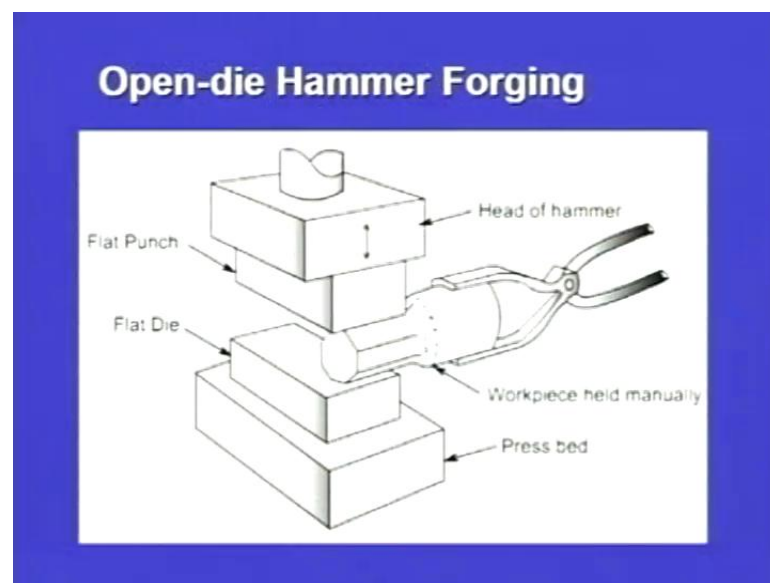 Open-die Hammer Forging
Head of hammer
Flat Punch
Flat Die
Workpiece held manually
Press bed